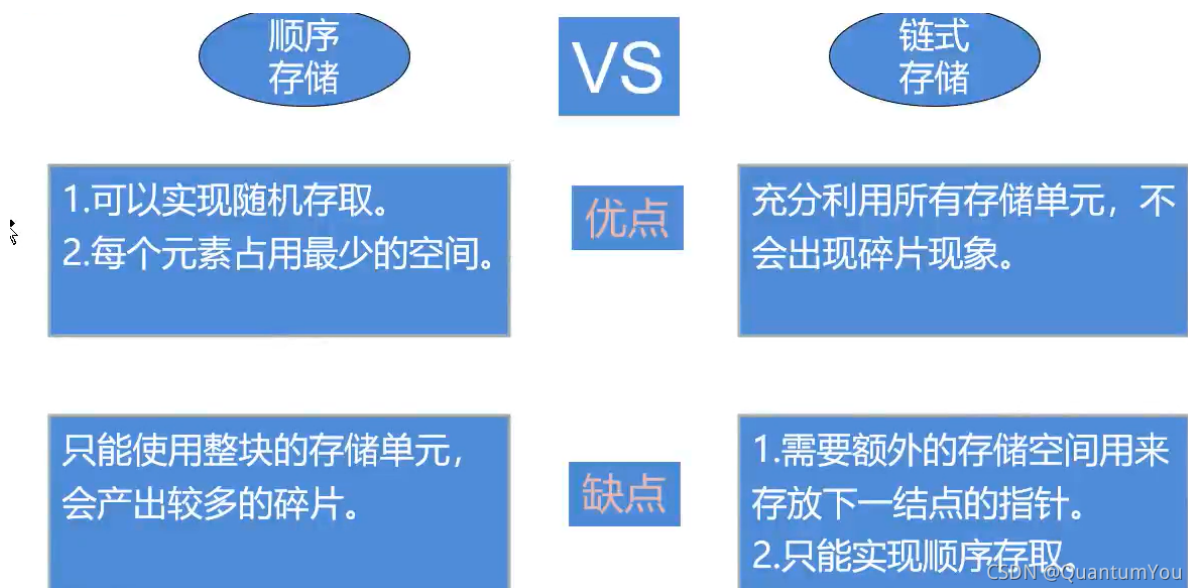 顺序
存储
VS
链式
存储
1.可以实现随机存取。
2.每个元素占用最少的空间。
优点
充分利用所有存储单元，不
会出现碎片现象。
只能使用整块的存储单元，
会产出较多的碎片。
缺点
1.需要额外的存储空间用来
存放下一结点的指针。
2.只能实现顺序存取。
CSDN @QuantumYou